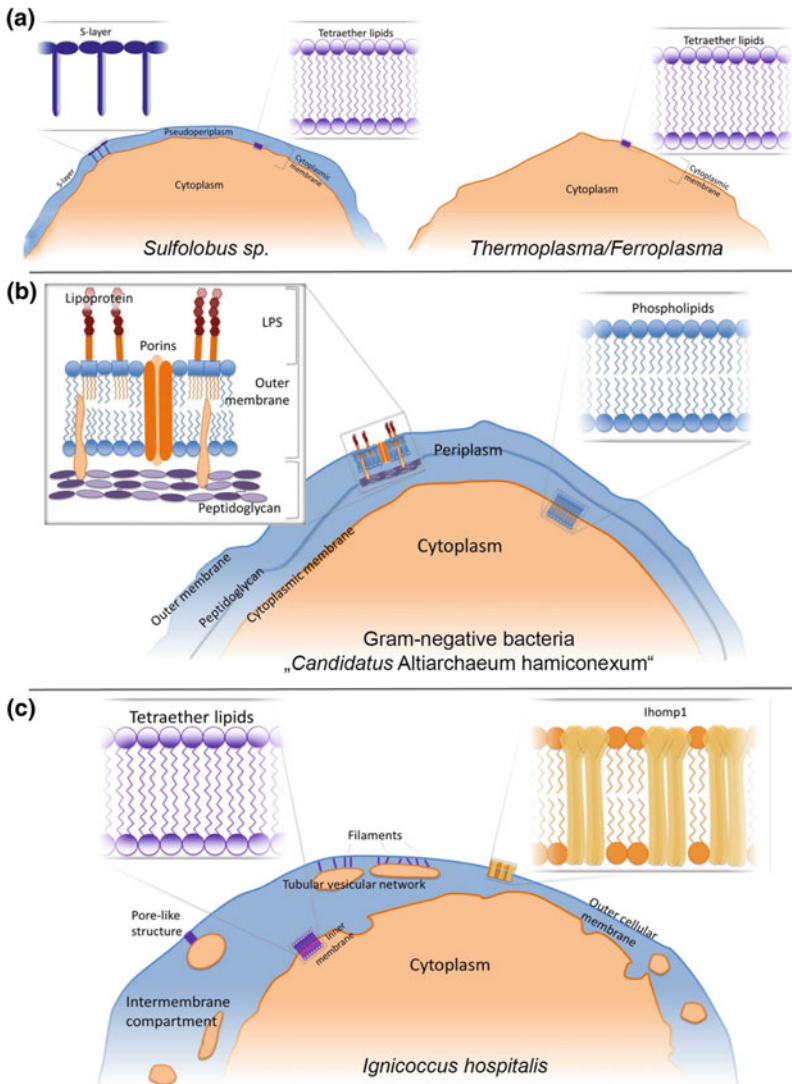 (a)
S-layer
Tetraether lipids
Tetraether lipids
Pseudoperiplasm
S-layer
Cytoplasmic
membrane
Cytoplasm
Sulfolobus sp.
Cytoplasmic
membrane
Cytoplasm
Thermoplasma/Ferroplasma
(b)
Lipoprotein
LPS
Porins
Outer
membrane
Peptidoglycan
Phospholipids
Periplasm
Cytoplasm
Outer membrane
Peptidoglycan
Cytoplasmic membrane
Gram-negative bacteria
„Candidatus Altiarchaeum hamiconexum“
(c)
Tetraether lipids
Ihomp1
Filaments
Tubular vesicular network
Pore-like
structure
Inner
membrane
Outer cellular
membrane
Cytoplasm
Intermembrane
compartment
Ignicoccus hospitalis